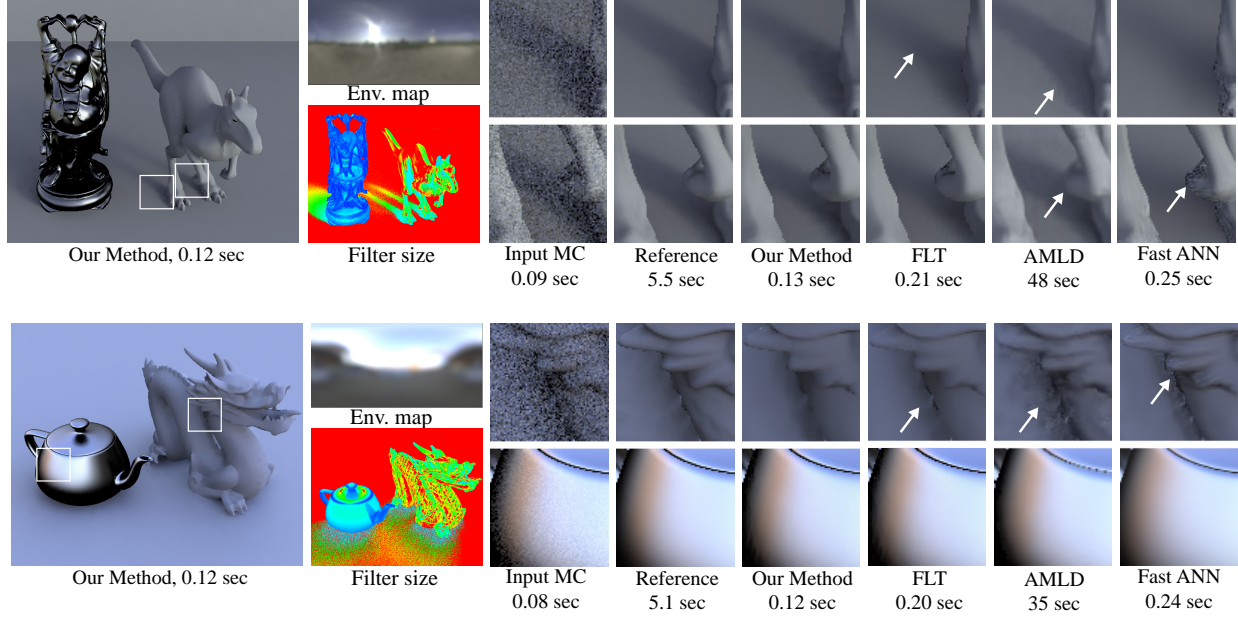 Env. map
Our Method, 0.12 sec
Filter size
Input MC
0.09 sec
Reference
5.5 sec
Our Method
0.13 sec
FLT
0.21 sec
AMLD
48 sec
Fast ANN
0.25 sec
Env. map
Our Method, 0.12 sec
Filter size
Input MC
0.08 sec
Reference
5.1 sec
Our Method
0.12 sec
FLT
0.20 sec
AMLD
35 sec
Fast ANN
0.24 sec